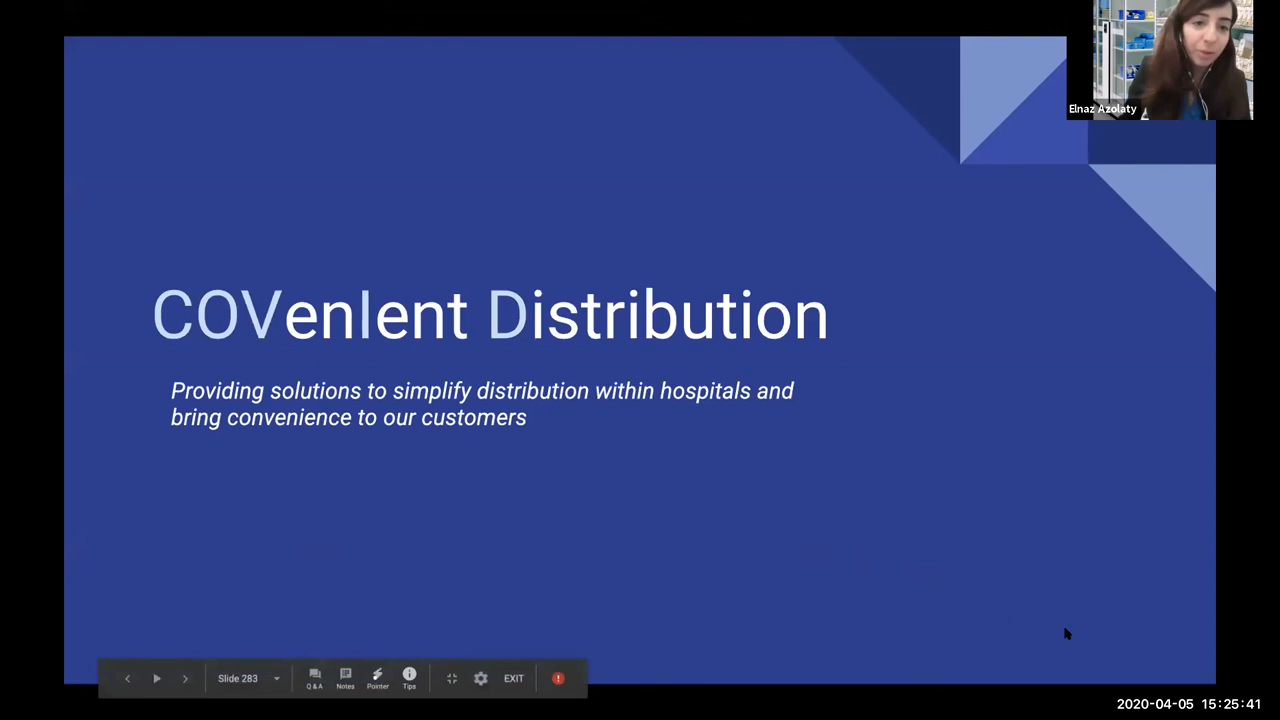 Elnaz Azolaty
COVenIent Distribution
Providing solutions to simplify distribution within hospitals and
bring convenience to our customers
Slide 283
Q & A
Notes
Pointer
Tips
EXIT
2020-04-05 15:25:41